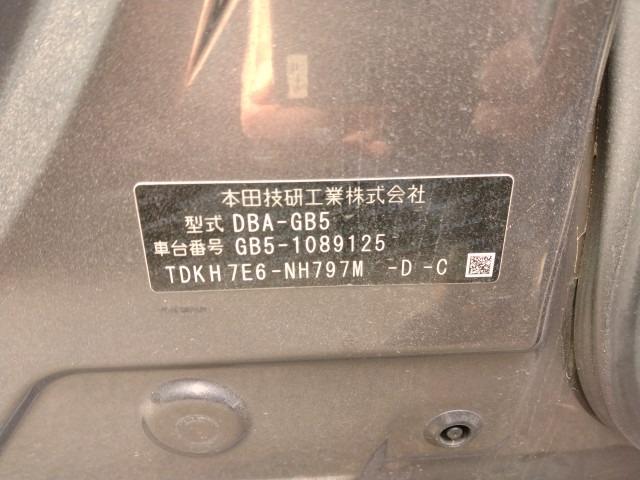 本田技研工業株式会社
型式 DBA-GB5
車台番号 GB5-1089125
TDKH7E6-NH797M -D -C